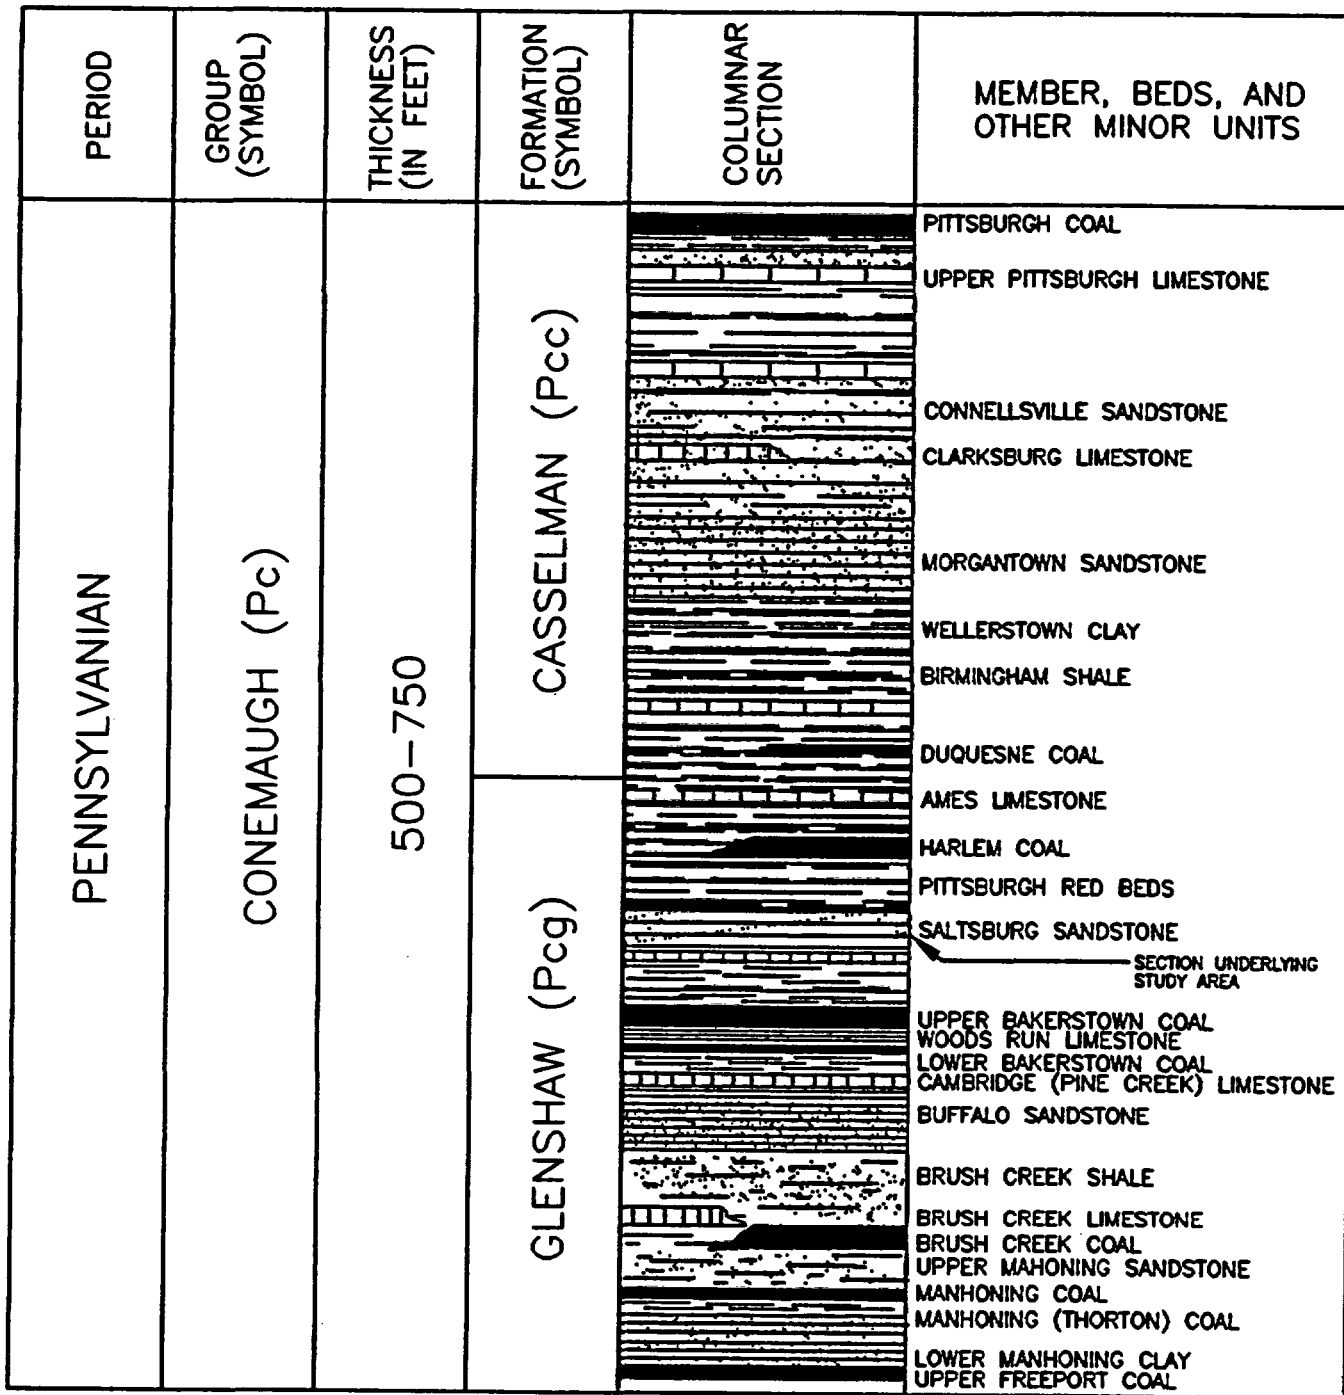 PERIOD
GROUP
(SYMBOL)
THICKNESS
(IN FEET)
FORMATION
(SYMBOL)
COLUMNAR
SECTION
MEMBER, BEDS, AND
OTHER MINOR UNITS
PENNSYLVANIAN
CONEMAUGH (Pc)
500-750
CASSELMAN (Pcc)
PITTSBURGH COAL
UPPER PITTSBURGH LIMESTONE
CONNELLSVILLE SANDSTONE
CLARKSBURG LIMESTONE
MORGANTOWN SANDSTONE
WELLERSTOWN CLAY
BIRMINGHAM SHALE
DUQUESNE COAL
GLENSHAW (Pcg)
AMES LIMESTONE
HARLEM COAL
PITTSBURGH RED BEDS
SALTSBURG SANDSTONE
SECTION UNDERLYING
STUDY AREA
UPPER BAKERSTOWN COAL
WOODS RUN LIMESTONE
LOWER BAKERSTOWN COAL
CAMBRIDGE (PINE CREEK) LIMESTONE
BUFFALO SANDSTONE
BRUSH CREEK SHALE
BRUSH CREEK LIMESTONE
BRUSH CREEK COAL
UPPER MAHONING SANDSTONE
MANHONING COAL
MANHONING (THORTON) COAL
LOWER MANHONING CLAY
UPPER FREEPORT COAL